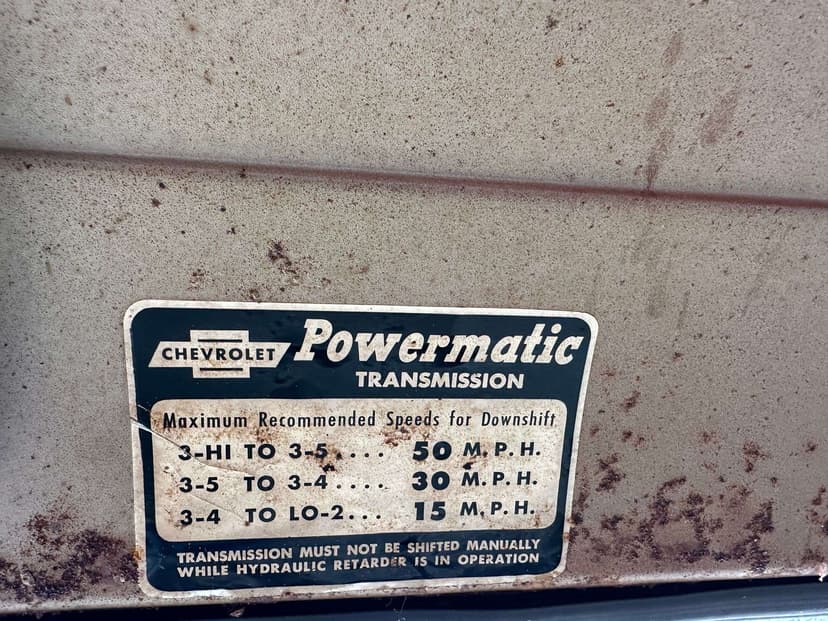 CHEVROLET Powermatic
TRANSMISSION
Maximum Recommended Speeds for Downshift
3-HI TO 3-5.... 50 M.P.H.
3-5 TO 3-4.... 30 M.P.H.
3-4 TO LO-2... 15 M.P.H.
TRANSMISSION MUST NOT BE SHIFTED MANUALLY
WHILE HYDRAULIC RETARDER IS IN OPERATION